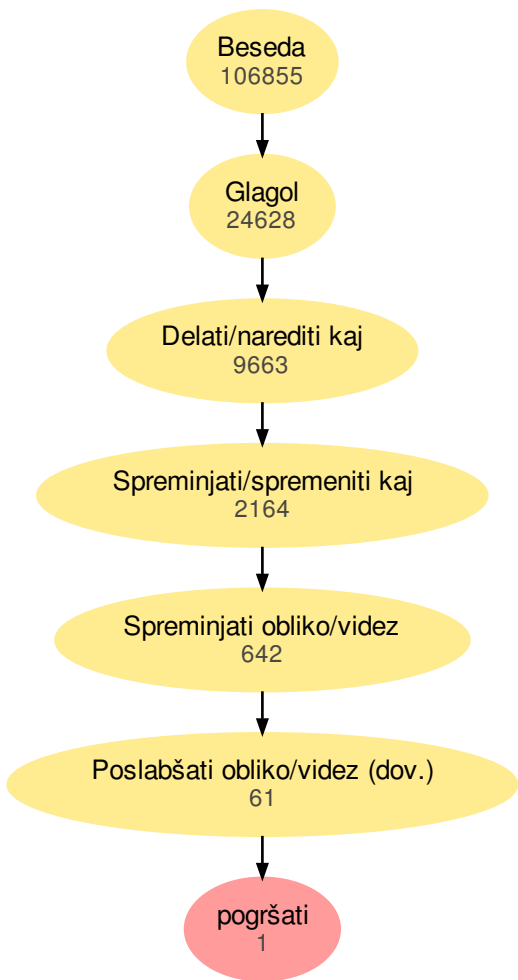 Beseda
106855
Glagol
24628
Delati/narediti kaj
9663
Spreminjati/spremeniti kaj
2164
Spreminjati obliko/videz
642
Poslabšati obliko/videz (dov.)
61
pogršati
1